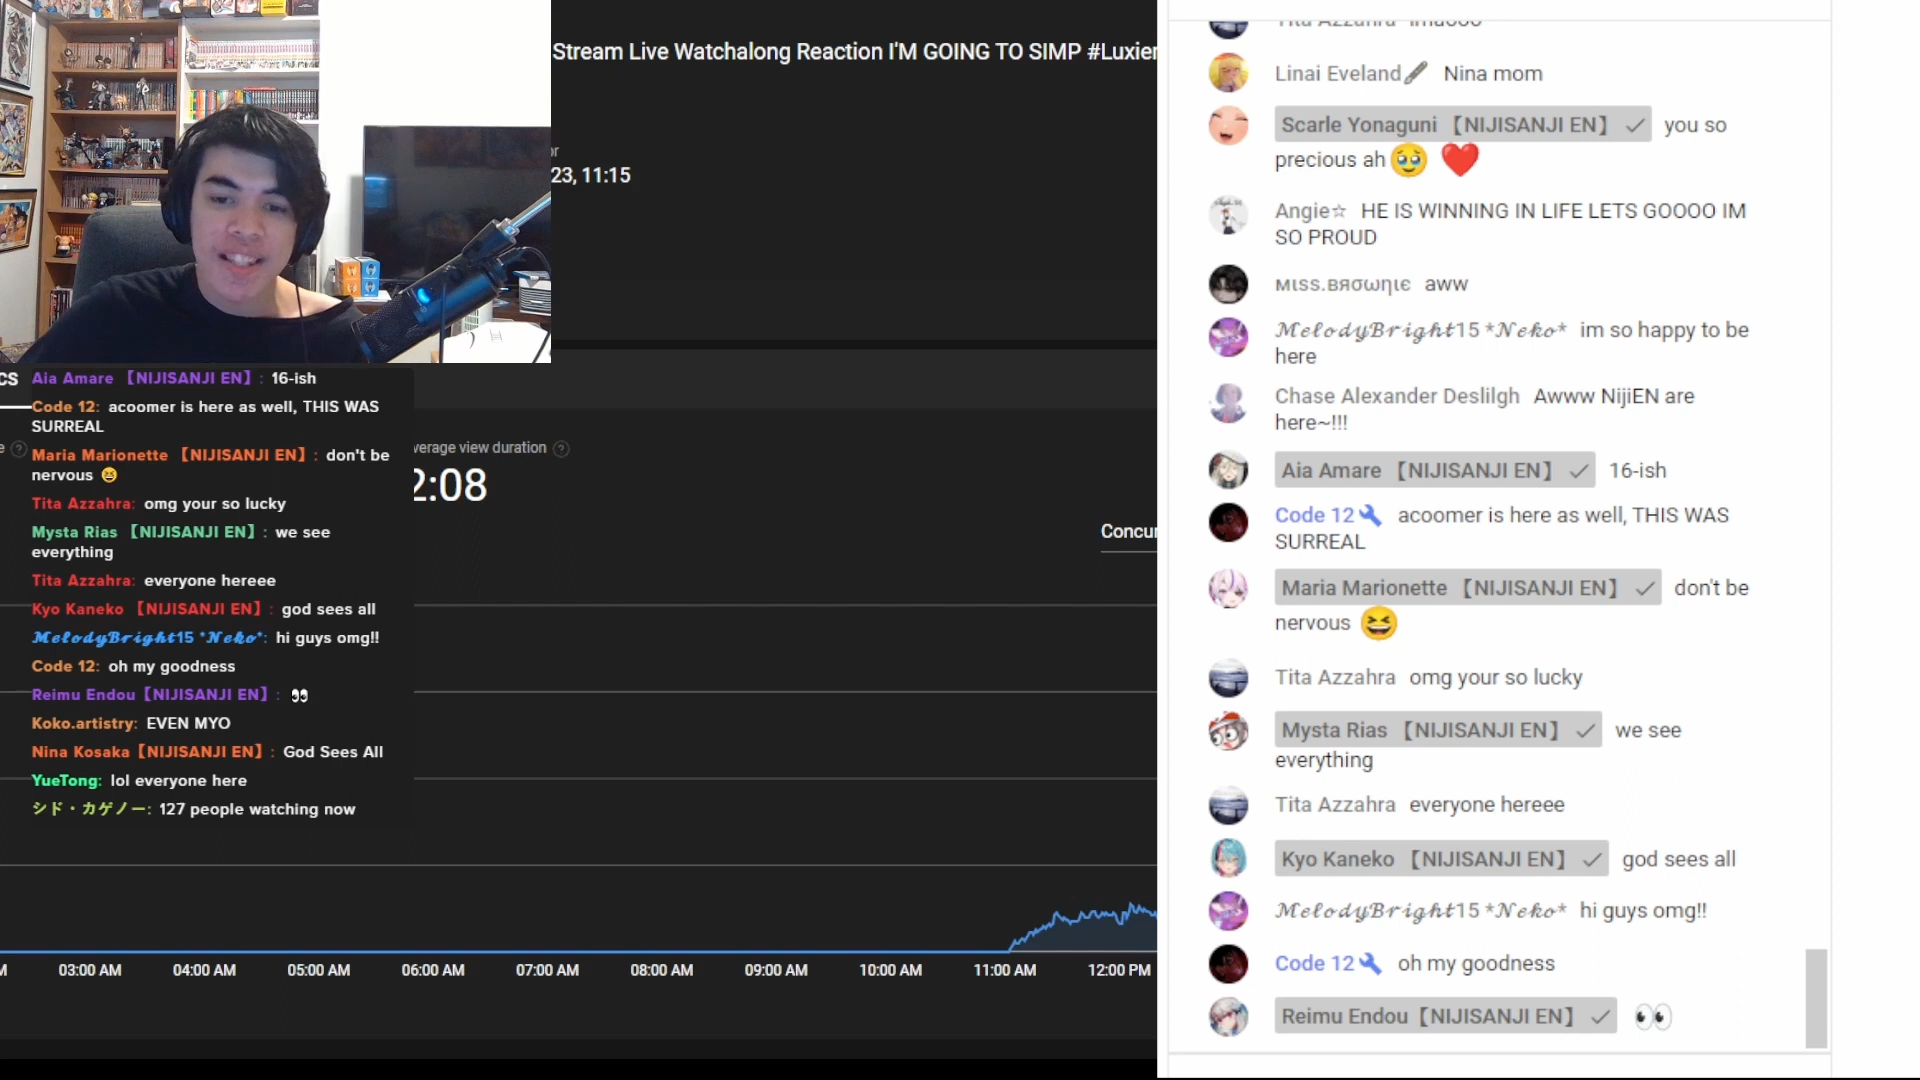 Stream Live Watchalong Reaction I'M GOING TO SIMP #Luxier
23, 11:15
CS
Aia Amare 【NIJISANJI EN】: 16-ish
Code 12: acoomer is here as well, THIS WAS
SURREAL
Maria Marionette 【NIJISANJI EN】: don't be
nervous 😆
Tita Azzahra: omg your so lucky
Mysta Rias 【NIJISANJI EN】: we see
everything
Tita Azzahra: everyone hereee
Kyo Kaneko 【NIJISANJI EN】: god sees all
𝓜𝓮𝓵𝓸𝓭𝔂𝓑𝓻𝓲𝓰𝓱𝓽15 *𝓝𝓮𝓴𝓸*: hi guys omg!!
Code 12: oh my goodness
Reimu Endou【NIJISANJI EN】: 👀
Koko.artistry: EVEN MYO
Nina Kosaka【NIJISANJI EN】: God Sees All
YueTong: lol everyone here
シド・カゲノー: 127 people watching now
verage view duration
2:08
Concur
03:00 AM 04:00 AM 05:00 AM 06:00 AM 07:00 AM 08:00 AM 09:00 AM 10:00 AM 11:00 AM 12:00 PM
Tita Azzahra lmaooo
Linai Eveland🖋 Nina mom
Scarle Yonaguni 【NIJISANJI EN】 ✓ you so
precious ah 🥹 ❤️
Angie☆ HE IS WINNING IN LIFE LETS GOOOO IM
SO PROUD
мιѕѕ.вяσωηιє aww
𝓜𝓮𝓵𝓸𝓭𝔂𝓑𝓻𝓲𝓰𝓱𝓽15 *𝓝𝓮𝓴𝓸* im so happy to be
here
Chase Alexander Deslilgh Awww NijiEN are
here~!!!
Aia Amare 【NIJISANJI EN】 ✓ 16-ish
Code 12🔧 acoomer is here as well, THIS WAS
SURREAL
Maria Marionette 【NIJISANJI EN】 ✓ don't be
nervous 😆
Tita Azzahra omg your so lucky
Mysta Rias 【NIJISANJI EN】 ✓ we see
everything
Tita Azzahra everyone hereee
Kyo Kaneko 【NIJISANJI EN】 ✓ god sees all
𝓜𝓮𝓵𝓸𝓭𝔂𝓑𝓻𝓲𝓰𝓱𝓽15 *𝓝𝓮𝓴𝓸* hi guys omg!!
Code 12🔧 oh my goodness
Reimu Endou【NIJISANJI EN】 ✓ 👀